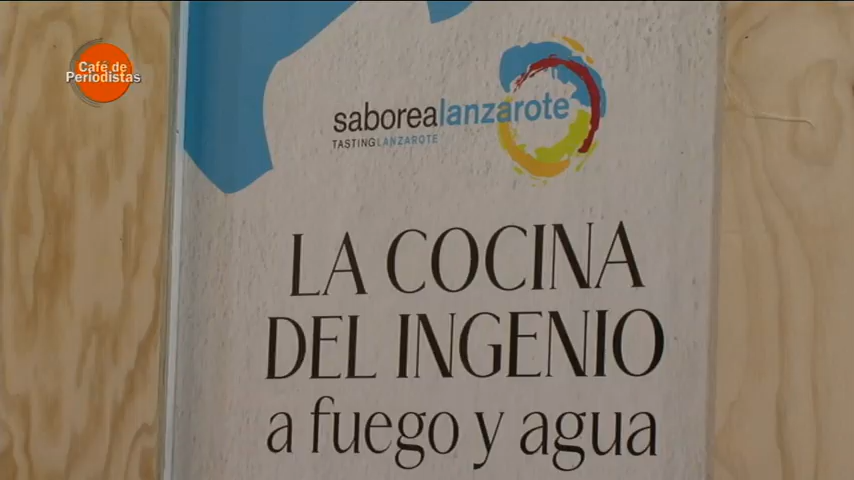 Café de
Periodistas
saborealanzarote
TASTINGLANZAROTE
LA COCINA
DEL INGENIO
a fuego y agua